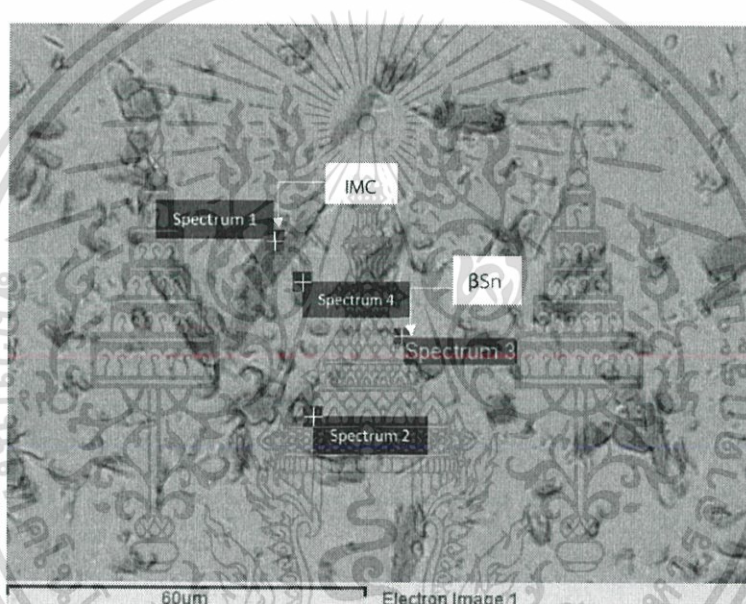 IMC
Spectrum 1
βSn
Spectrum 4
Spectrum 3
Spectrum 2
60um
Electron Image 1